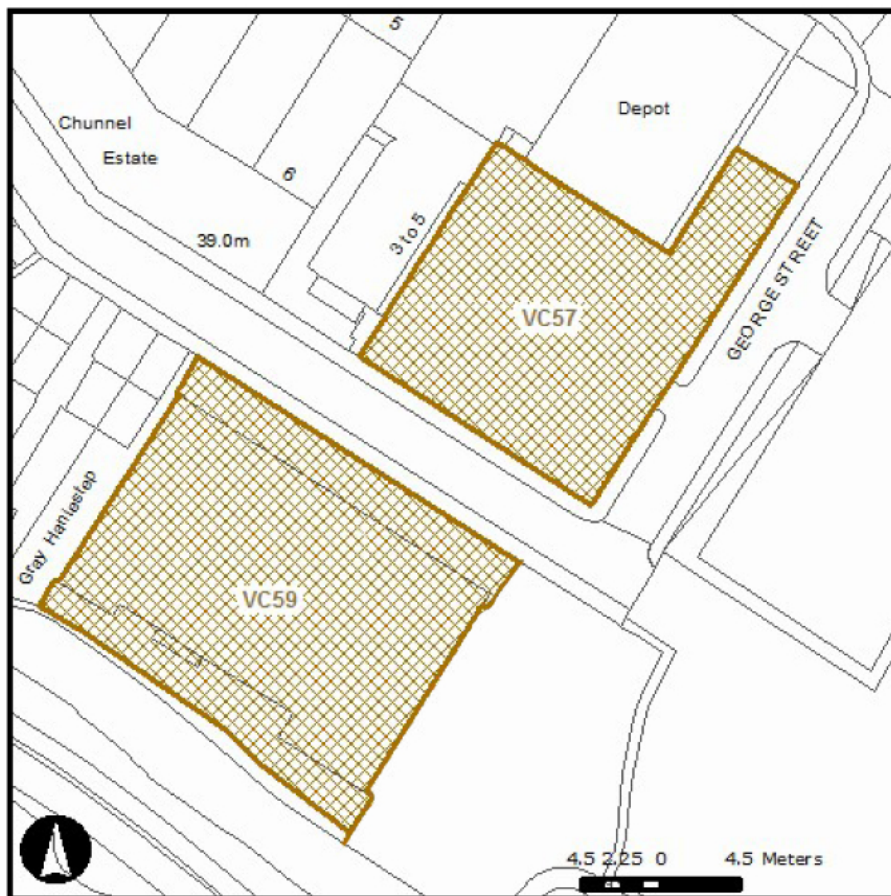 5
Depot
Chunnel
Estate
6
39.0m
3 to 5
GEORGE STREET
VC57
Gray Haniestep
VC59
4.5 2.25 0 4.5 Meters